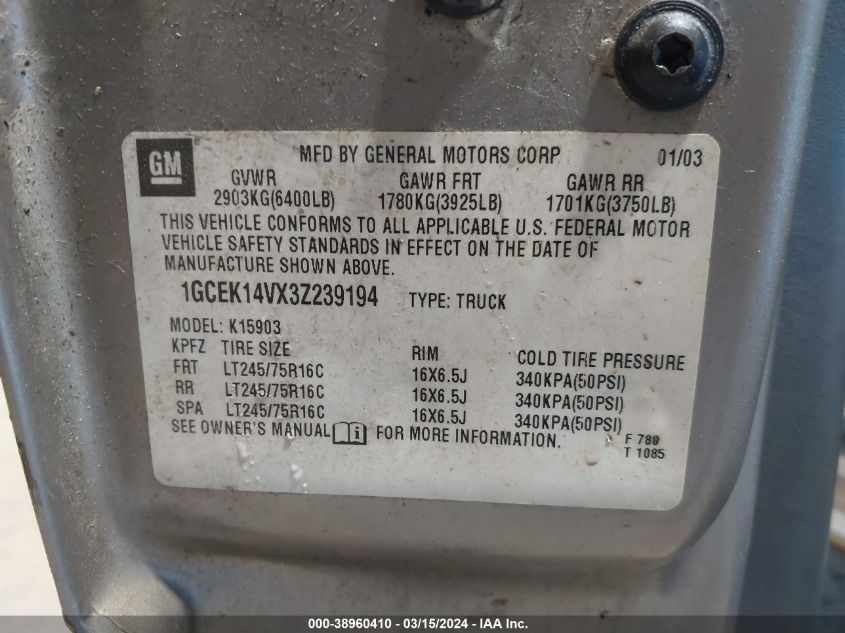 GM MFD BY GENERAL MOTORS CORP 01/03
GVWR GAWR FRT GAWR RR
2903KG(6400LB) 1780KG(3925LB) 1701KG(3750LB)
THIS VEHICLE CONFORMS TO ALL APPLICABLE U.S. FEDERAL MOTOR
VEHICLE SAFETY STANDARDS IN EFFECT ON THE DATE OF
MANUFACTURE SHOWN ABOVE.
1GCEK14VX3Z239194 TYPE: TRUCK
MODEL: K15903
KPFZ TIRE SIZE RIM COLD TIRE PRESSURE
FRT LT245/75R16C 16X6.5J 340KPA(50PSI)
RR LT245/75R16C 16X6.5J 340KPA(50PSI)
SPA LT245/75R16C 16X6.5J 340KPA(50PSI)
SEE OWNER'S MANUAL FOR MORE INFORMATION.
F 780
T 1085
000-38960410 - 03/15/2024 - IAA Inc.